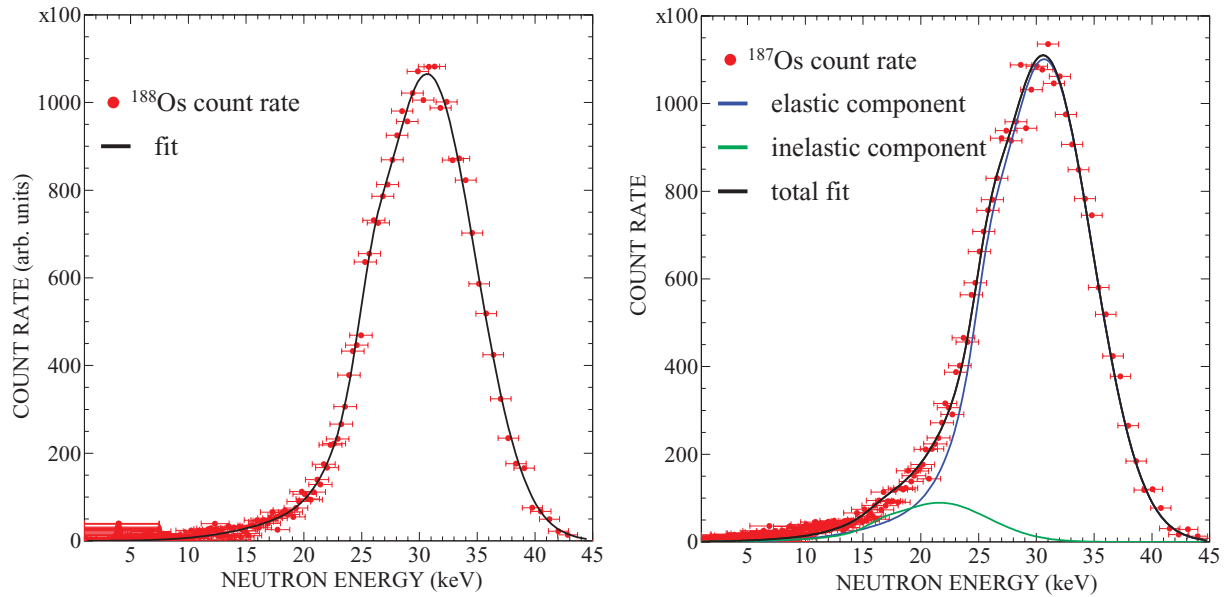 x100
1000
800
600
400
200
0
COUNT RATE (arb. units)
¹⁸⁸Os count rate
fit
5 10 15 20 25 30 35 40 45
NEUTRON ENERGY (keV)
x100
1000
800
600
400
200
0
COUNT RATE
¹⁸⁷Os count rate
elastic component
inelastic component
total fit
5 10 15 20 25 30 35 40 45
NEUTRON ENERGY (keV)